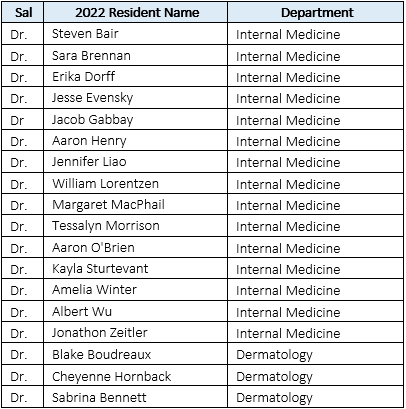 Sal 2022 Resident Name Department
Dr. Steven Bair Internal Medicine
Dr. Sara Brennan Internal Medicine
Dr. Erika Dorff Internal Medicine
Dr. Jesse Evensky Internal Medicine
Dr Jacob Gabbay Internal Medicine
Dr. Aaron Henry Internal Medicine
Dr. Jennifer Liao Internal Medicine
Dr. William Lorentzen Internal Medicine
Dr. Margaret MacPhail Internal Medicine
Dr. Tessalyn Morrison Internal Medicine
Dr. Aaron O'Brien Internal Medicine
Dr. Kayla Sturtevant Internal Medicine
Dr. Amelia Winter Internal Medicine
Dr. Albert Wu Internal Medicine
Dr. Jonathon Zeitler Internal Medicine
Dr. Blake Boudreaux Dermatology
Dr. Cheyenne Hornback Dermatology
Dr. Sabrina Bennett Dermatology